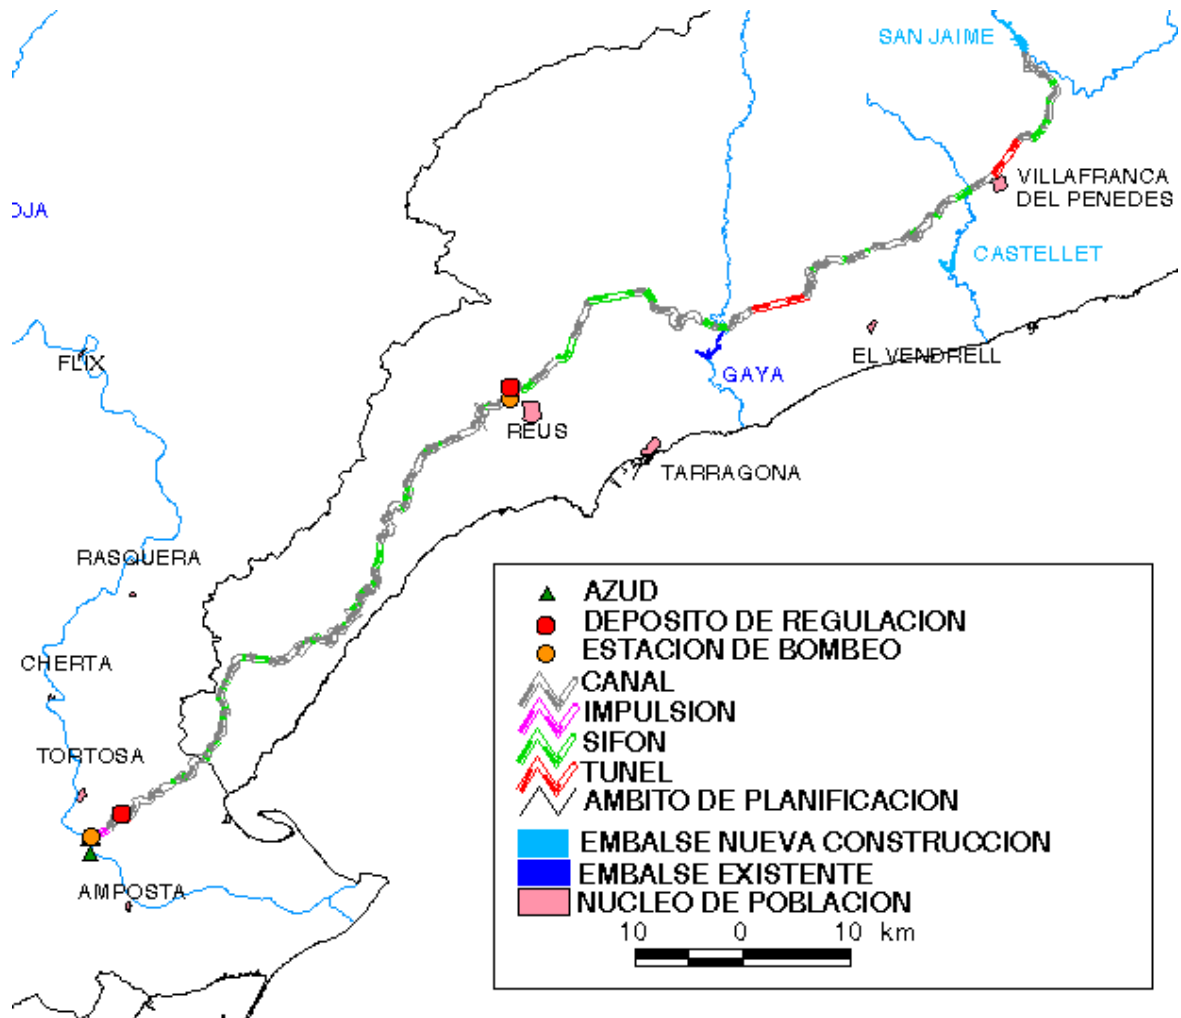 SAN JAIME
VILLAFRANCA
DEL PENEDES
OJA
CASTELLET
FLIX
EL VENDRELL
GAYA
REUS
TARRAGONA
RASQUERA
CHERTA
TORTOSA
AMPOSTA
AZUD
DEPOSITO DE REGULACION
ESTACION DE BOMBEO
CANAL
IMPULSION
SIFON
TUNEL
AMBITO DE PLANIFICACION
EMBALSE NUEVA CONSTRUCCION
EMBALSE EXISTENTE
NUCLEO DE POBLACION
10 0 10 km